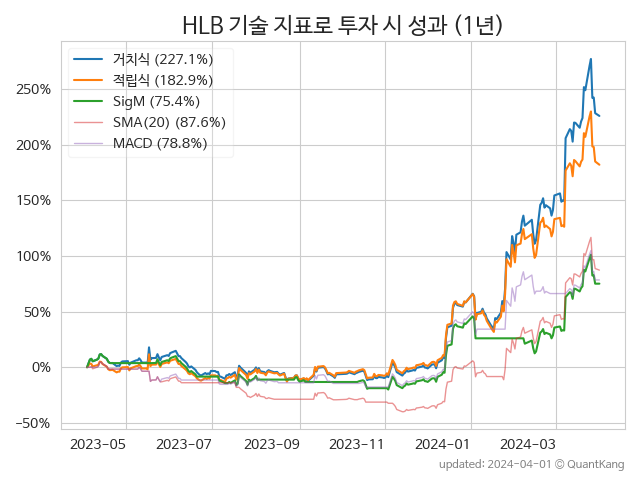 HLB 기술 지표로 투자 시 성과 (1년)
거치식 (227.1%)
적립식 (182.9%)
SigM (75.4%)
SMA(20) (87.6%)
MACD (78.8%)
250%
200%
150%
100%
50%
0%
−50%
2023-05 2023-07 2023-09 2023-11 2024-01 2024-03
updated: 2024-04-01 © QuantKang